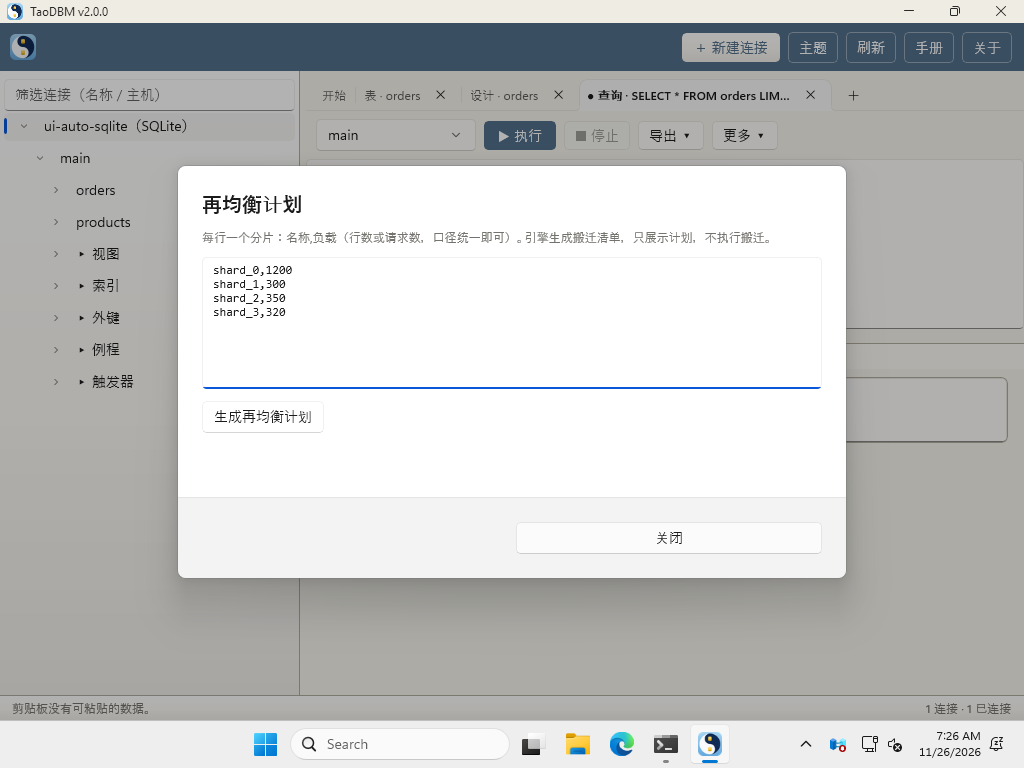 TaoDBM v2.0.0
+ 新建连接
主题
刷新
手册
关于
筛选连接（名称 / 主机）
开始
表 · orders
设计 · orders
● 查询 · SELECT * FROM orders LIM...
ui-auto-sqlite（SQLite）
main
▶ 执行
停止
导出 ▾
更多 ▾
main
orders
products
视图
索引
外键
例程
触发器
再均衡计划
每行一个分片：名称,负载（行数或请求数，口径统一即可）。引擎生成搬迁清单，只展示计划，不执行搬迁。
shard_0,1200
shard_1,300
shard_2,350
shard_3,320
生成再均衡计划
关闭
剪贴板没有可粘贴的数据。
1 连接 · 1 已连接
Search
7:26 AM
11/26/2026